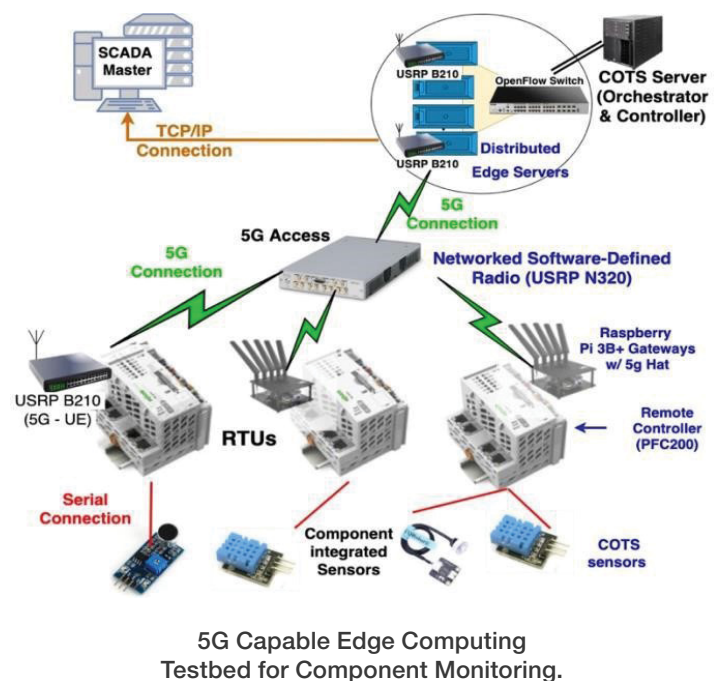 SCADA
Master
USRP B210
OpenFlow Switch
COTS Server
(Orchestrator
& Controller)
TCP/IP
Connection
USRP B210
Distributed
Edge Servers
5G
Connection
5G Access
5G
Connection
Networked Software-Defined
Radio (USRP N320)
Raspberry
Pi 3B+ Gateways
w/ 5g Hat
USRP B210
(5G - UE)
RTUs
Remote
Controller
(PFC200)
Serial
Connection
Component
integrated
Sensors
COTS
sensors
5G Capable Edge Computing
Testbed for Component Monitoring.